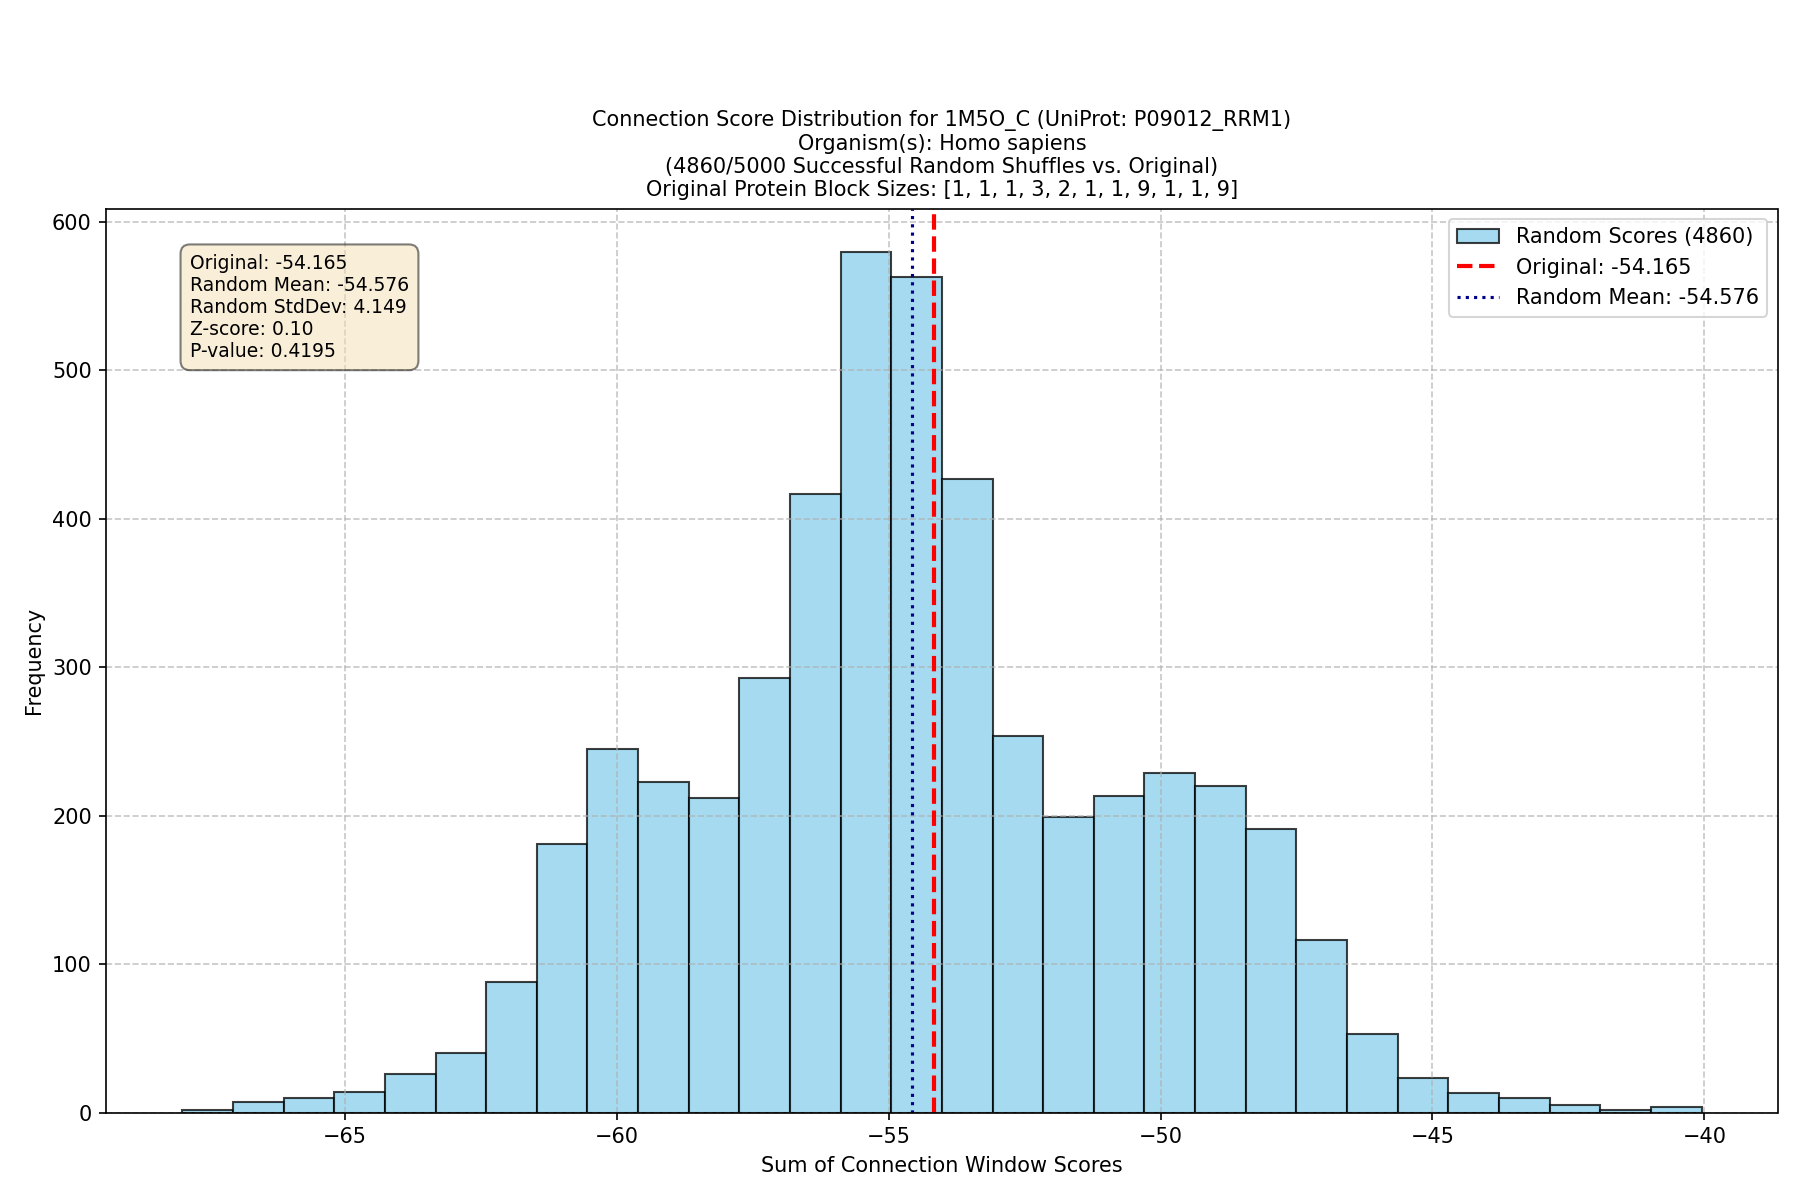 Connection Score Distribution for 1M5O_C (UniProt: P09012_RRM1)
Organism(s): Homo sapiens
(4860/5000 Successful Random Shuffles vs. Original)
Original Protein Block Sizes: [1, 1, 1, 3, 2, 1, 1, 9, 1, 1, 9]
Original: -54.165
Random Mean: -54.576
Random StdDev: 4.149
Z-score: 0.10
P-value: 0.4195
Random Scores (4860)
Original: -54.165
Random Mean: -54.576
Frequency
600
500
400
300
200
100
0
−65
−60
−55
−50
−45
−40
Sum of Connection Window Scores